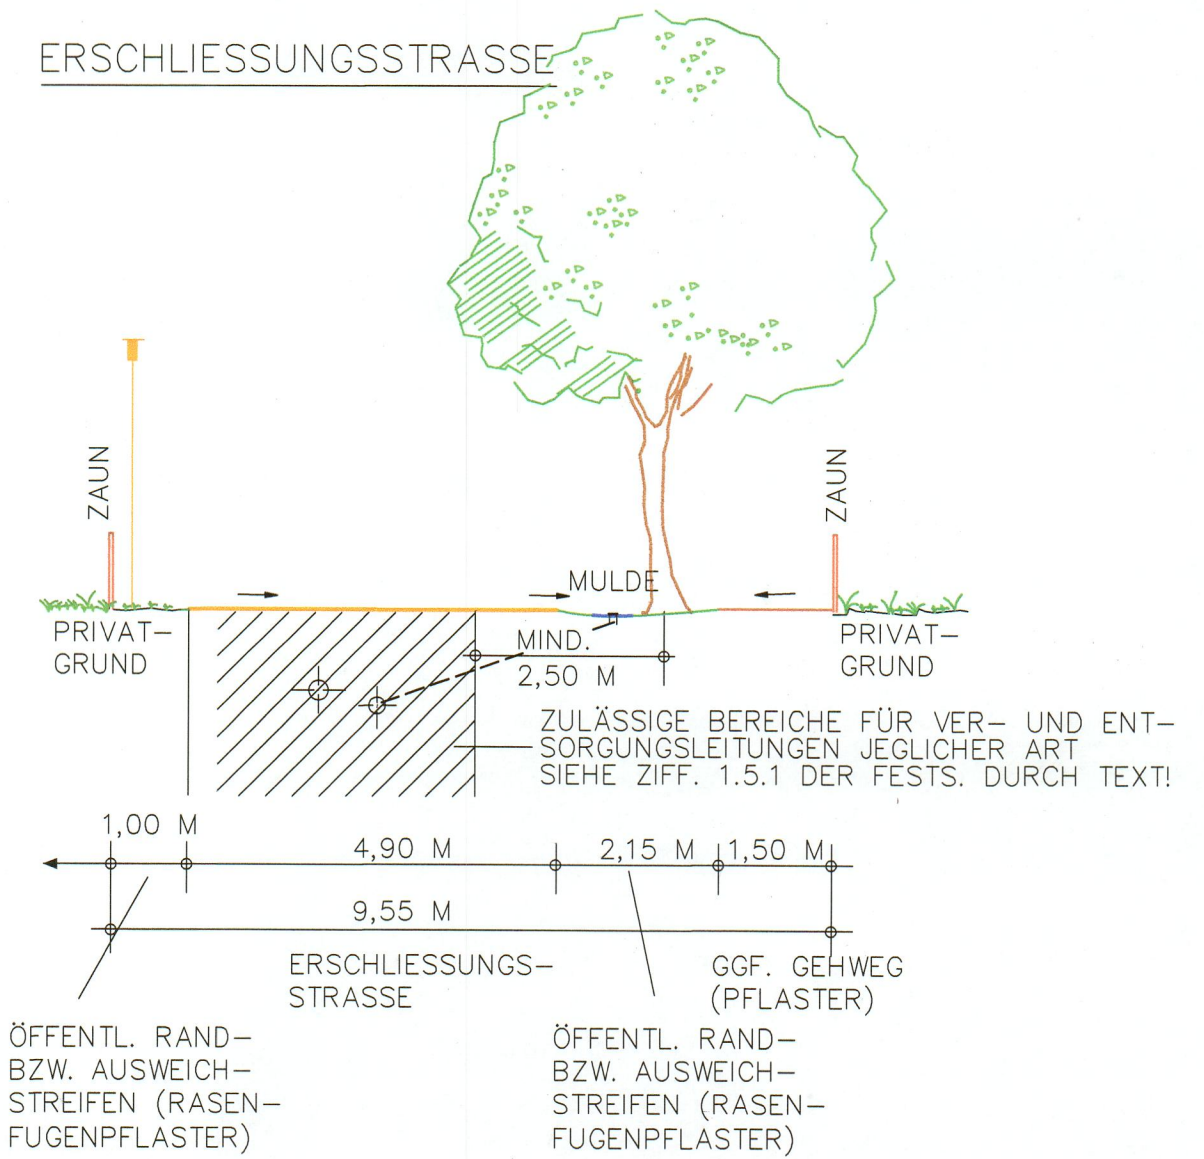 ERSCHLIESSUNGSSTRASSE
ZAUN
ZAUN
MULDE
PRIVAT–
GRUND
MIND.
2,50 M
PRIVAT–
GRUND
ZULÄSSIGE BEREICHE FÜR VER– UND ENT–
SORGUNGSLEITUNGEN JEGLICHER ART
SIEHE ZIFF. 1.5.1 DER FESTS. DURCH TEXT!
1,00 M
4,90 M
2,15 M
1,50 M
9,55 M
ERSCHLIESSUNGS–
STRASSE
GGF. GEHWEG
(PFLASTER)
ÖFFENTL. RAND–
BZW. AUSWEICH–
STREIFEN (RASEN–
FUGENPFLASTER)
ÖFFENTL. RAND–
BZW. AUSWEICH–
STREIFEN (RASEN–
FUGENPFLASTER)